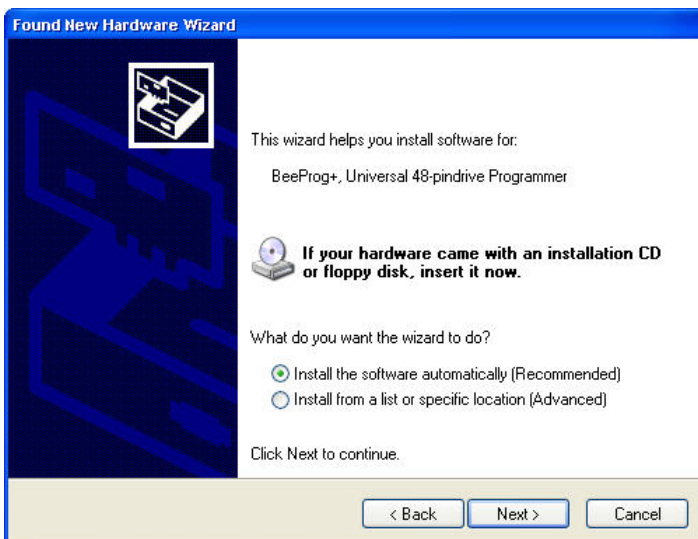 Found New Hardware Wizard
This wizard helps you install software for:
BeeProg+, Universal 48-pindrive Programmer
If your hardware came with an installation CD
or floppy disk, insert it now.
What do you want the wizard to do?
Install the software automatically (Recommended)
Install from a list or specific location (Advanced)
Click Next to continue.
< Back Next > Cancel